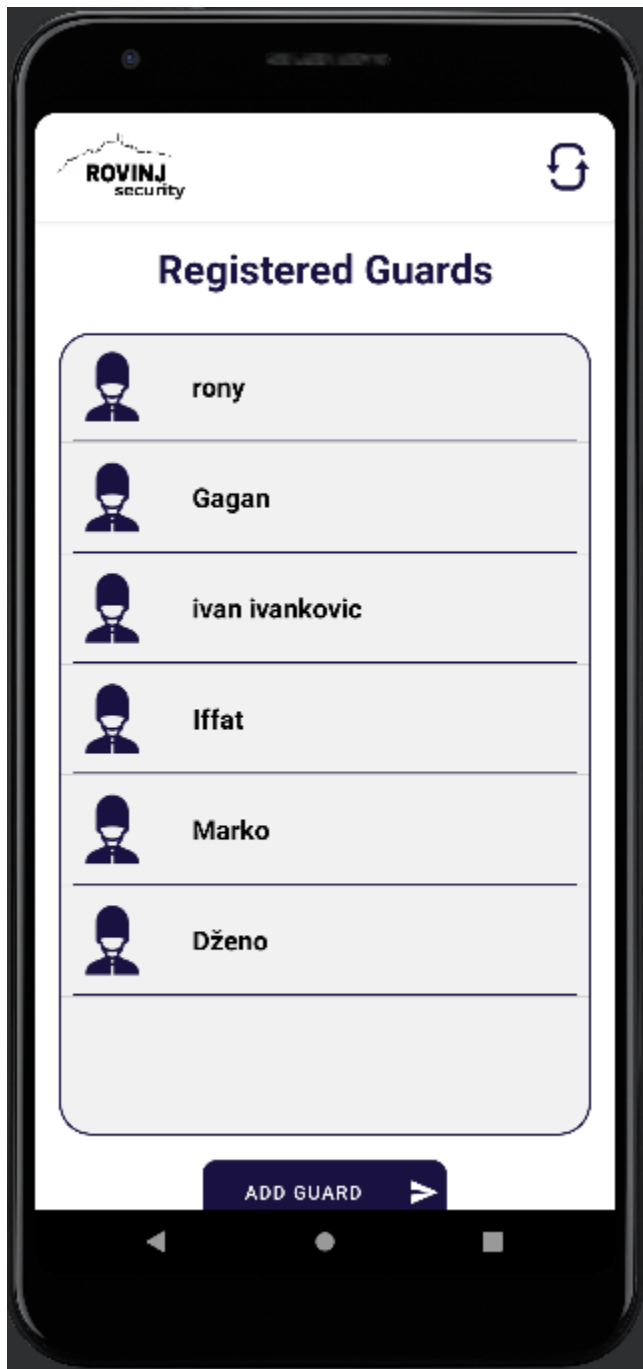 ROVINJ
security
Registered Guards
rony
Gagan
ivan ivankovic
Iffat
Marko
Dženo
ADD GUARD